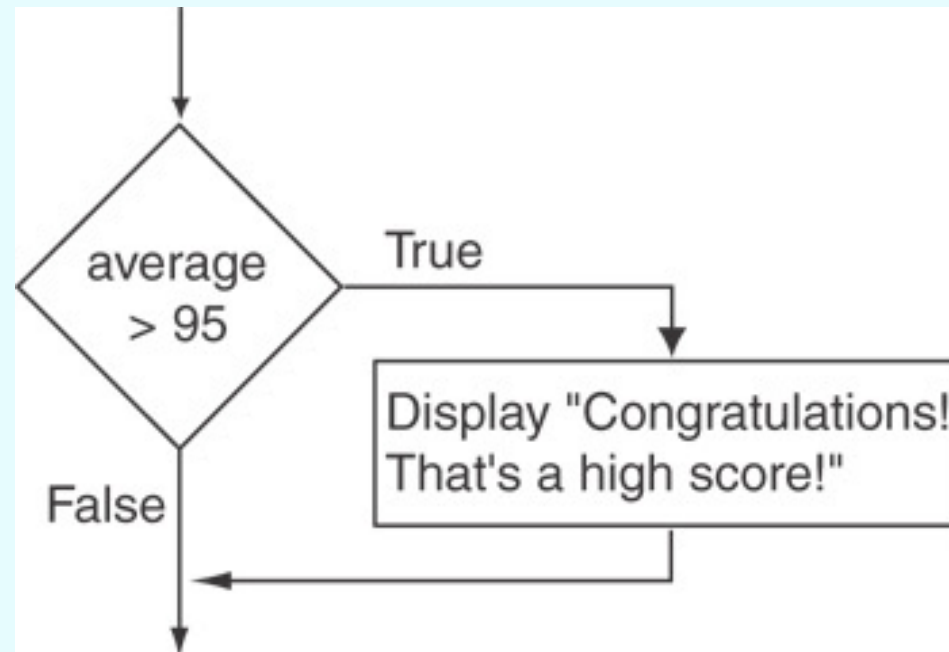 average
> 95
True
Display "Congratulations!
That's a high score!"
False